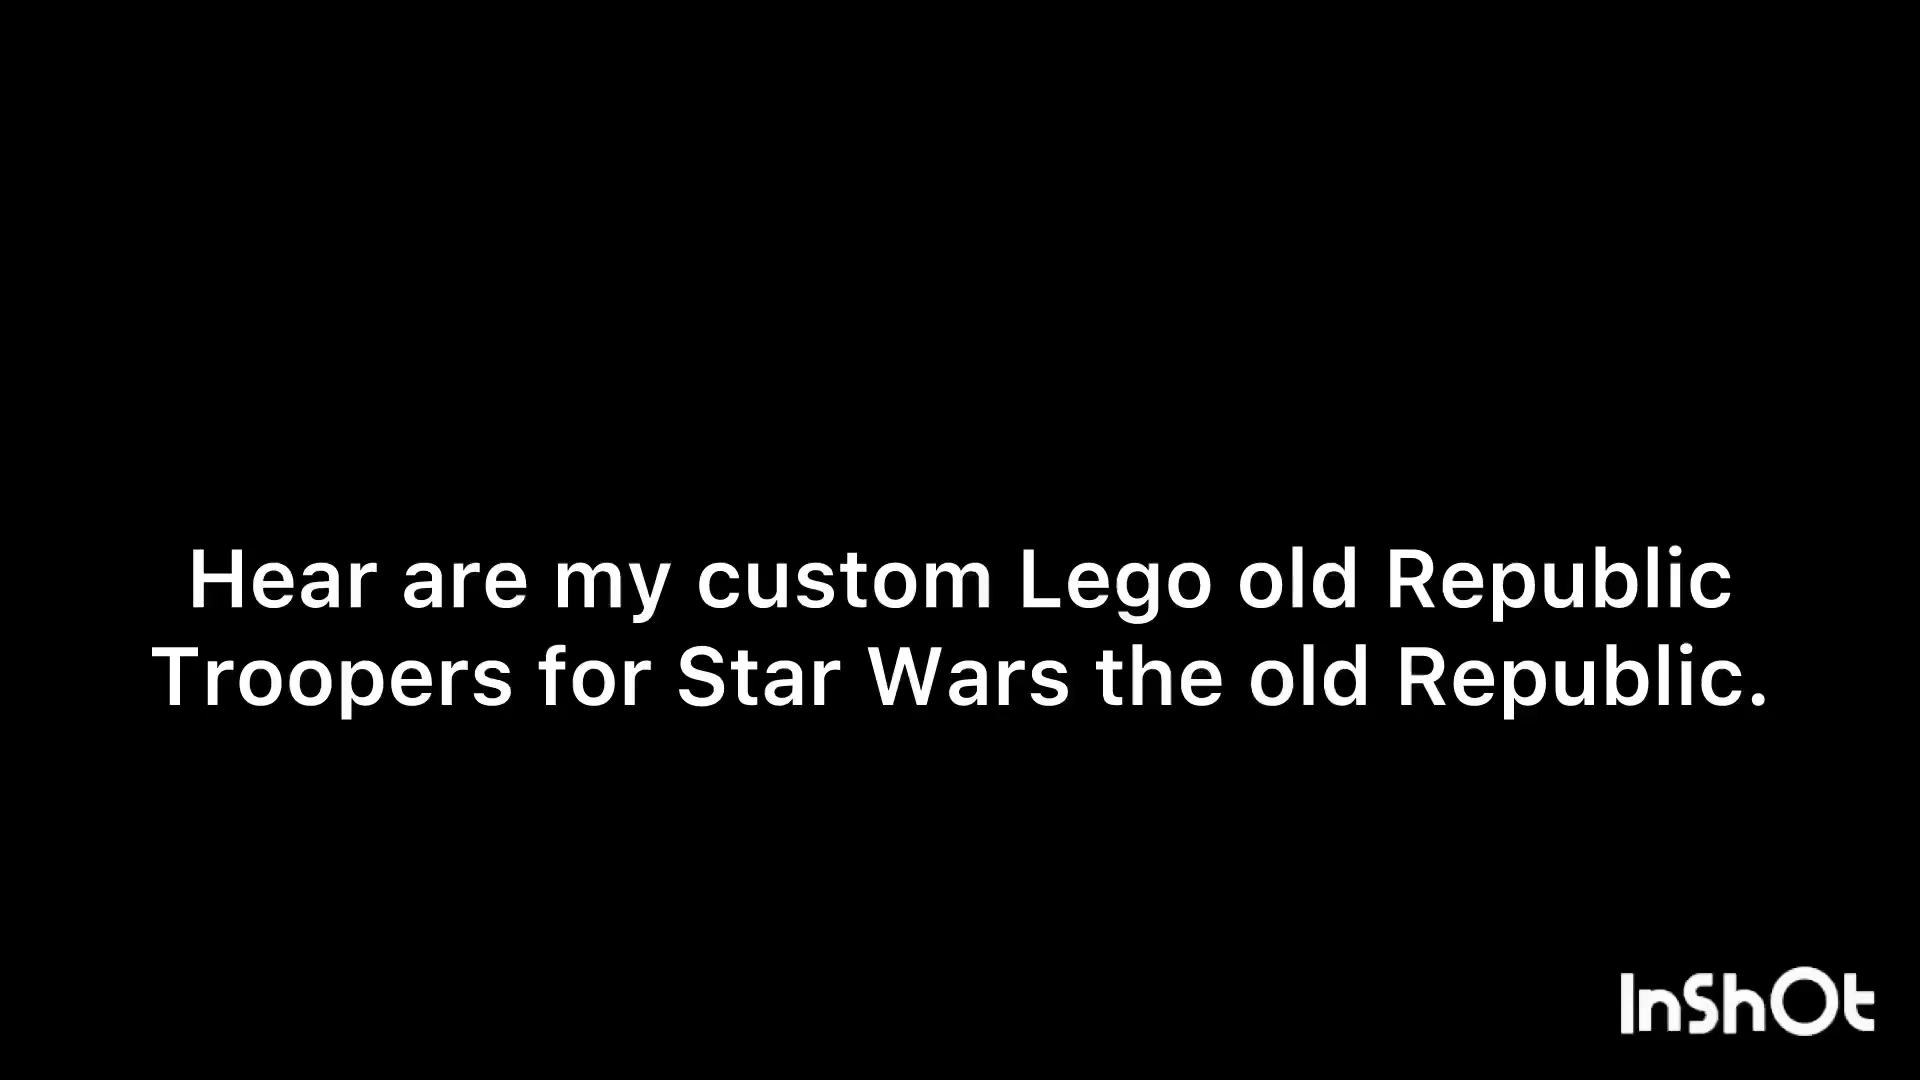 Hear are my custom Lego old Republic
Troopers for Star Wars the old Republic.
InShOt